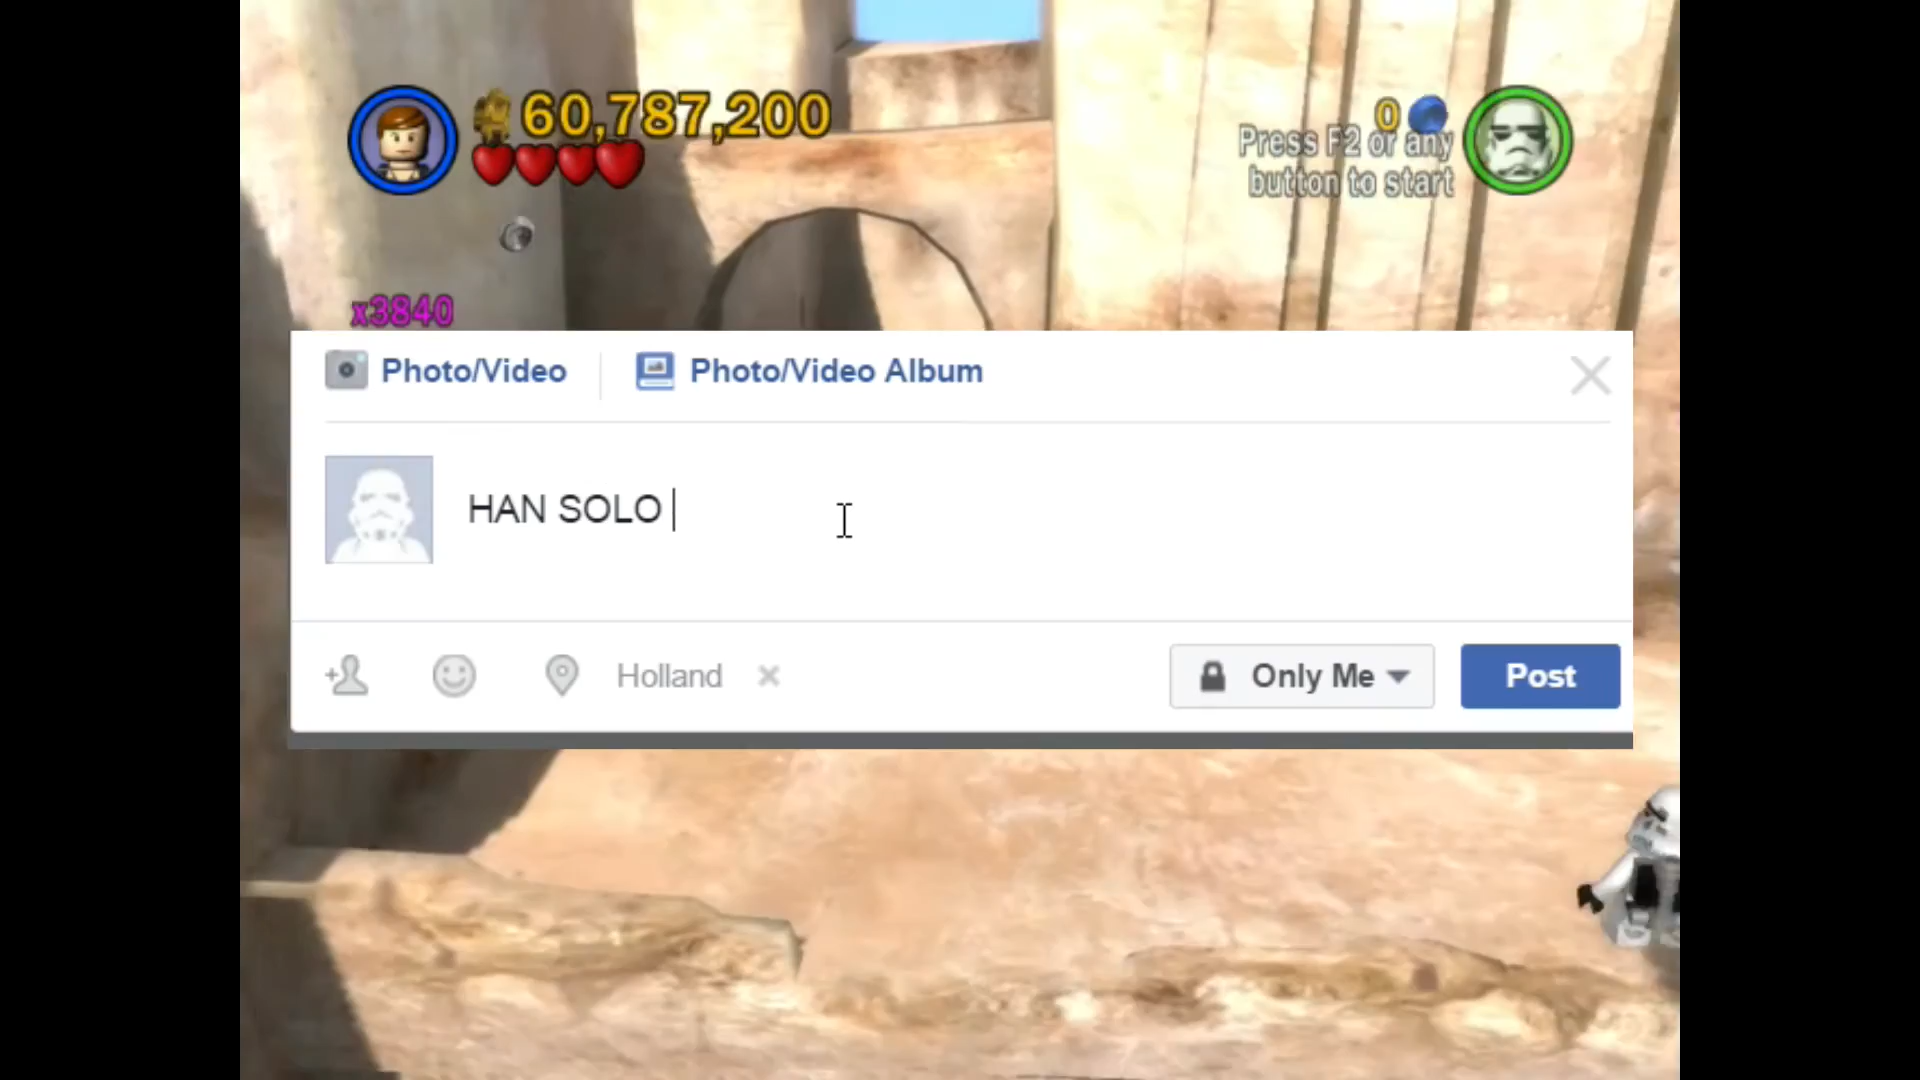 60,787,200
0
Press F2 or any
button to start
x3840
Photo/Video
Photo/Video Album
HAN SOLO
Holland
Only Me
Post